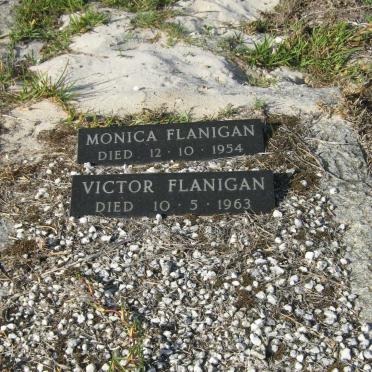 MONICA FLANIGAN
DIED 12 · 10 · 1954
VICTOR FLANIGAN
DIED 10 · 5 · 1963